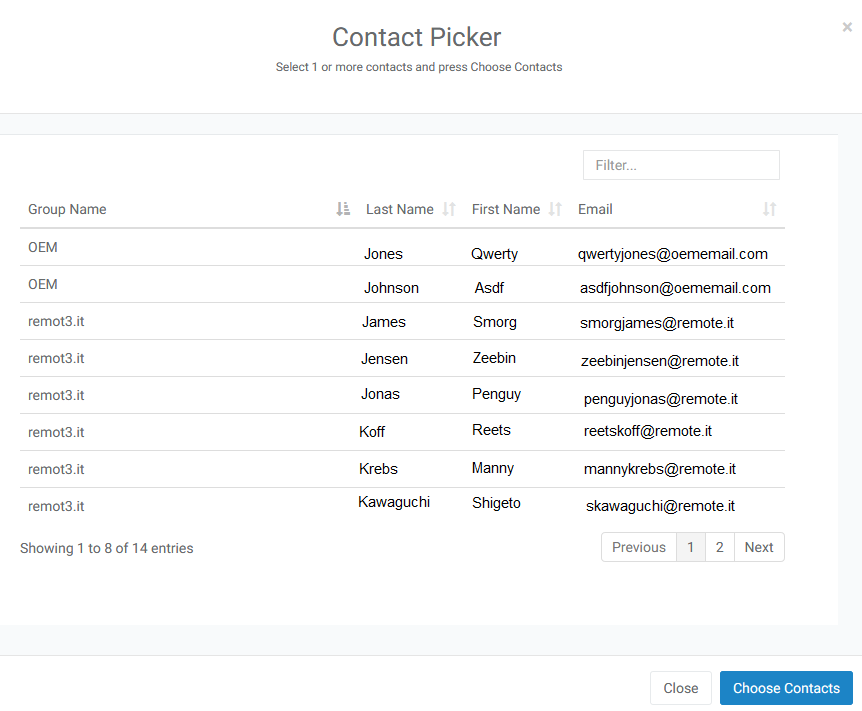 Contact Picker
×
Select 1 or more contacts and press Choose Contacts
Filter...
Group Name Last Name First Name Email
OEM Jones Qwerty qwertyjones@oememail.com
OEM Johnson Asdf asdfjohnson@oememail.com
remot3.it James Smorg smorgjames@remote.it
remot3.it Jensen Zeebin zeebinjensen@remote.it
remot3.it Jonas Penguy penguyjonas@remote.it
remot3.it Koff Reets reetskoff@remote.it
remot3.it Krebs Manny mannykrebs@remote.it
remot3.it Kawaguchi Shigeto skawaguchi@remote.it
Showing 1 to 8 of 14 entries Previous 1 2 Next
Close Choose Contacts